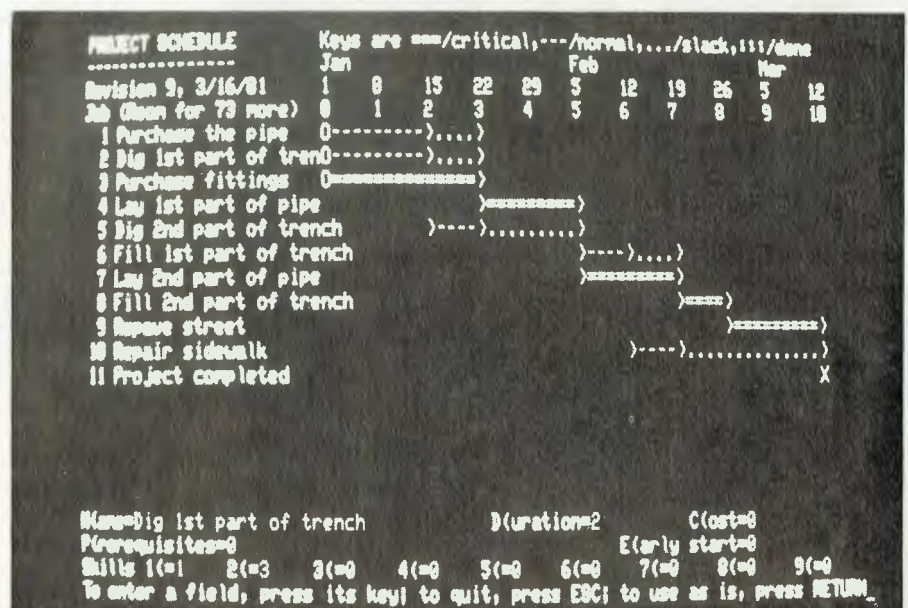 PROJECT SCHEDULE Keys are ===/critical,---/normal,.../slack,!!!/done
Jan Feb Mar
Revision 9, 3/16/81 1 8 15 22 29 5 12 19 26 5 12
Job (Room for 73 more) 0 1 2 3 4 5 6 7 8 9 10
1 Purchase the pipe O---------)....)
2 Dig 1st part of trenO---------)....)
3 Purchase fittings O==============)
4 Lay 1st part of pipe )=========)
5 Dig 2nd part of trench )----).........)
6 Fill 1st part of trench )----)....)
7 Lay 2nd part of pipe )=========)
8 Fill 2nd part of trench )====)
9 Repave street )=========)
10 Repair sidewalk )----)..............)
11 Project completed X
N(ame=Dig 1st part of trench D(uration=2 C(ost=0
P(rerequisites=0 E(arly start=0
Skills 1(=1 2(=3 3(=0 4(=0 5(=0 6(=0 7(=0 8(=0 9(=0
To enter a field, press its key; to quit, press ESC; to use as is, press RETURN_